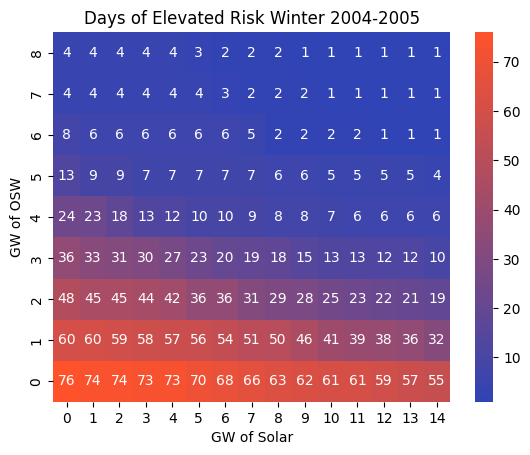 Days of Elevated Risk Winter 2004-2005
8 4 4 4 4 4 3 2 2 2 1 1 1 1 1 1
7 4 4 4 4 4 4 3 2 2 2 1 1 1 1 1
6 8 6 6 6 6 6 6 5 2 2 2 2 1 1 1
5 13 9 9 7 7 7 7 7 6 6 5 5 5 5 4
4 24 23 18 13 12 10 10 9 8 8 7 6 6 6 6
3 36 33 31 30 27 23 20 19 18 15 13 13 12 12 10
2 48 45 45 44 42 36 36 31 29 28 25 23 22 21 19
1 60 60 59 58 57 56 54 51 50 46 41 39 38 36 32
0 76 74 74 73 73 70 68 66 63 62 61 61 59 57 55
0 1 2 3 4 5 6 7 8 9 10 11 12 13 14
GW of Solar
GW of OSW
70
60
50
40
30
20
10